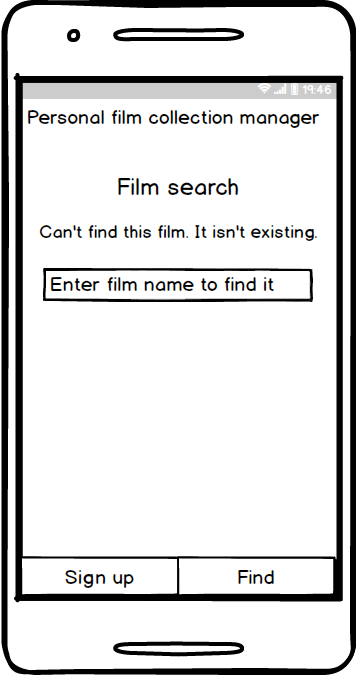 19:46
Personal film collection manager
Film search
Can't find this film. It isn't existing.
Enter film name to find it
Sign up
Find